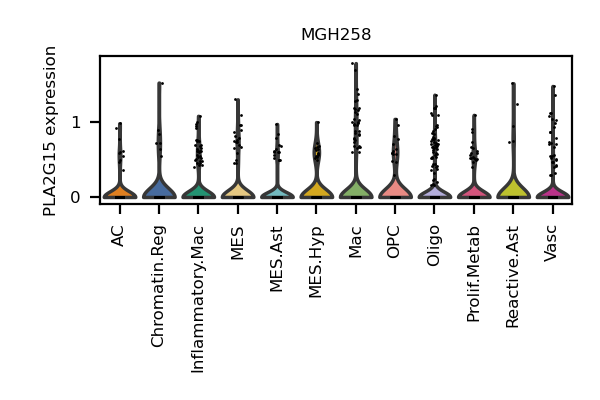 MGH258
PLA2G15 expression
1
0
AC
Chromatin.Reg
Inflammatory.Mac
MES
MES.Ast
MES.Hyp
Mac
OPC
Oligo
Prolif.Metab
Reactive.Ast
Vasc